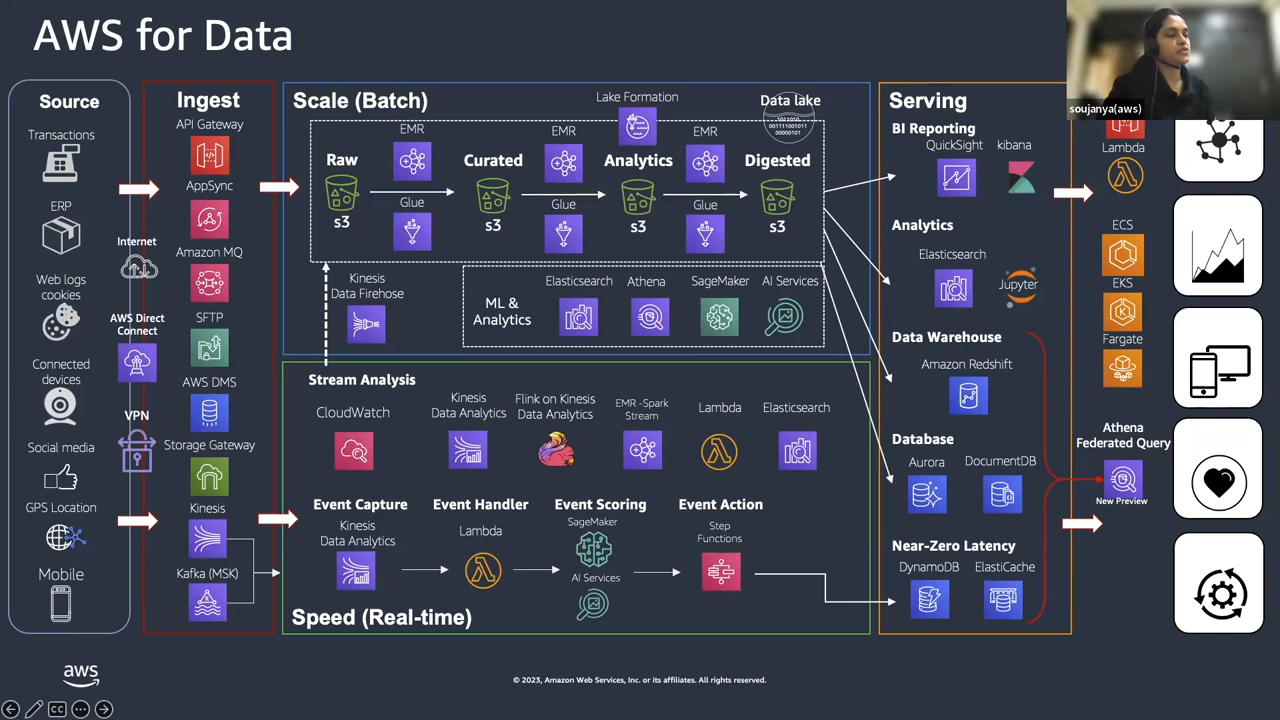 AWS for Data
soujanya(aws)
Source
Transactions
ERP
Web logs
cookies
Connected
devices
Social media
GPS Location
Mobile
Internet
AWS Direct
Connect
VPN
Ingest
API Gateway
AppSync
Amazon MQ
SFTP
AWS DMS
Storage Gateway
Kinesis
Kafka (MSK)
Scale (Batch)
Lake Formation
Data lake
1011010
001111001011
00000101
EMR
EMR
EMR
Raw
Curated
Analytics
Digested
s3
s3
s3
s3
Glue
Glue
Glue
Kinesis
Data Firehose
ML &
Analytics
Elasticsearch
Athena
SageMaker
AI Services
Stream Analysis
CloudWatch
Kinesis
Data Analytics
Flink on Kinesis
Data Analytics
EMR -Spark
Stream
Lambda
Elasticsearch
Event Capture
Kinesis
Data Analytics
Event Handler
Lambda
Event Scoring
SageMaker
AI Services
Event Action
Step
Functions
Speed (Real-time)
Serving
BI Reporting
QuickSight
kibana
Analytics
Elasticsearch
Jupyter
Data Warehouse
Amazon Redshift
Database
Aurora
DocumentDB
Near-Zero Latency
DynamoDB
ElastiCache
Lambda
ECS
EKS
Fargate
Athena
Federated Query
New Preview
aws
© 2023, Amazon Web Services, Inc. or its affiliates. All rights reserved.
CC